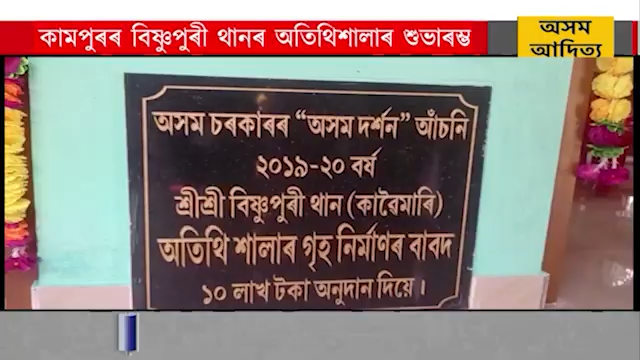 কামপুৰৰ বিষ্ণুপুৰী থানৰ অতিথিশালাৰ শুভাৰম্ভ
অসম
আদিত্য
অসম চৰকাৰৰ “অসম দৰ্শন” আঁচনি
২০১৯-২০ বৰ্ষ
শ্ৰীশ্ৰী বিষ্ণুপুৰী থান (কাৰৈমাৰি)
অতিথি শালাৰ গৃহ নিৰ্মাণৰ বাবদ
১০ লাখ টকা অনুদান দিয়ে ।